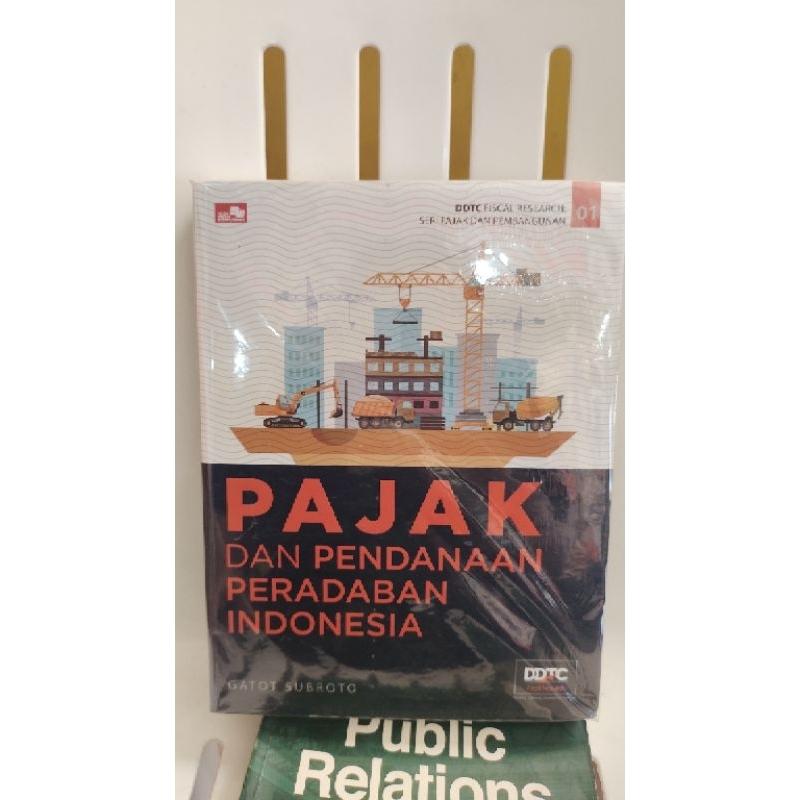 DDTC FISCAL RESEARCH
SERI PAJAK DAN PEMBANGUNAN
01
PAJAK
DAN PENDANAAN
PERADABAN
INDONESIA
GATOT SUBROTO
DDTC
Public
Relations